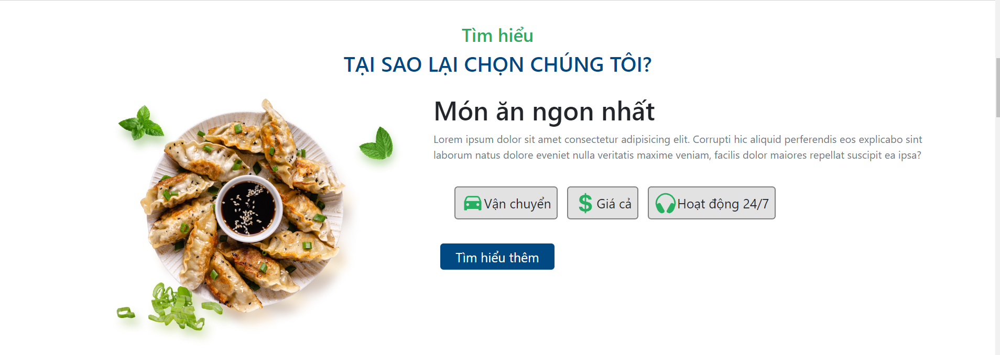 Tìm hiểu
TẠI SAO LẠI CHỌN CHÚNG TÔI?
Món ăn ngon nhất
Lorem ipsum dolor sit amet consectetur adipisicing elit. Corrupti hic aliquid perferendis eos explicabo sint
laborum natus dolore eveniet nulla veritatis maxime veniam, facilis dolor maiores repellat suscipit ea ipsa?
Vận chuyển
$ Giá cả
Hoạt động 24/7
Tìm hiểu thêm